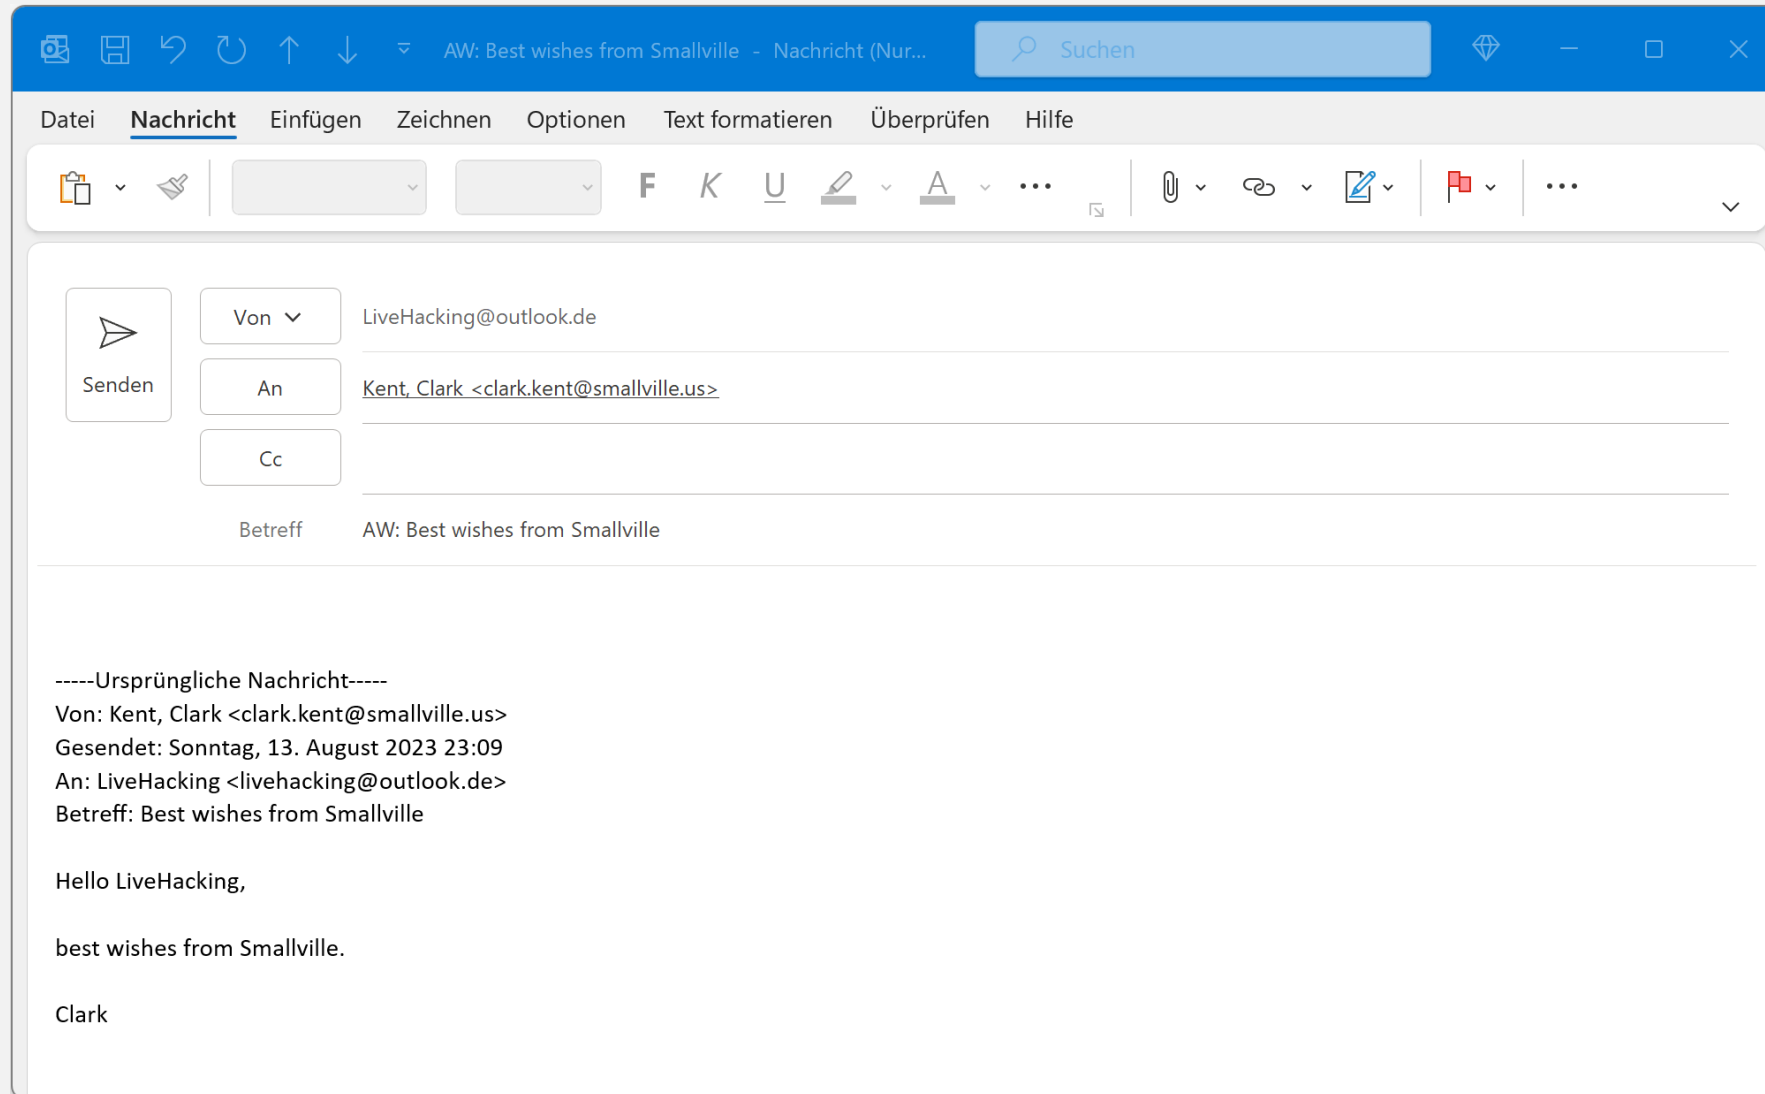 AW: Best wishes from Smallville - Nachricht (Nur...
Suchen
Datei Nachricht Einfügen Zeichnen Optionen Text formatieren Überprüfen Hilfe
F K U A
Senden
Von
LiveHacking@outlook.de
An
Kent, Clark <clark.kent@smallville.us>
Cc
Betreff
AW: Best wishes from Smallville
-----Ursprüngliche Nachricht-----
Von: Kent, Clark <clark.kent@smallville.us>
Gesendet: Sonntag, 13. August 2023 23:09
An: LiveHacking <livehacking@outlook.de>
Betreff: Best wishes from Smallville
Hello LiveHacking,
best wishes from Smallville.
Clark